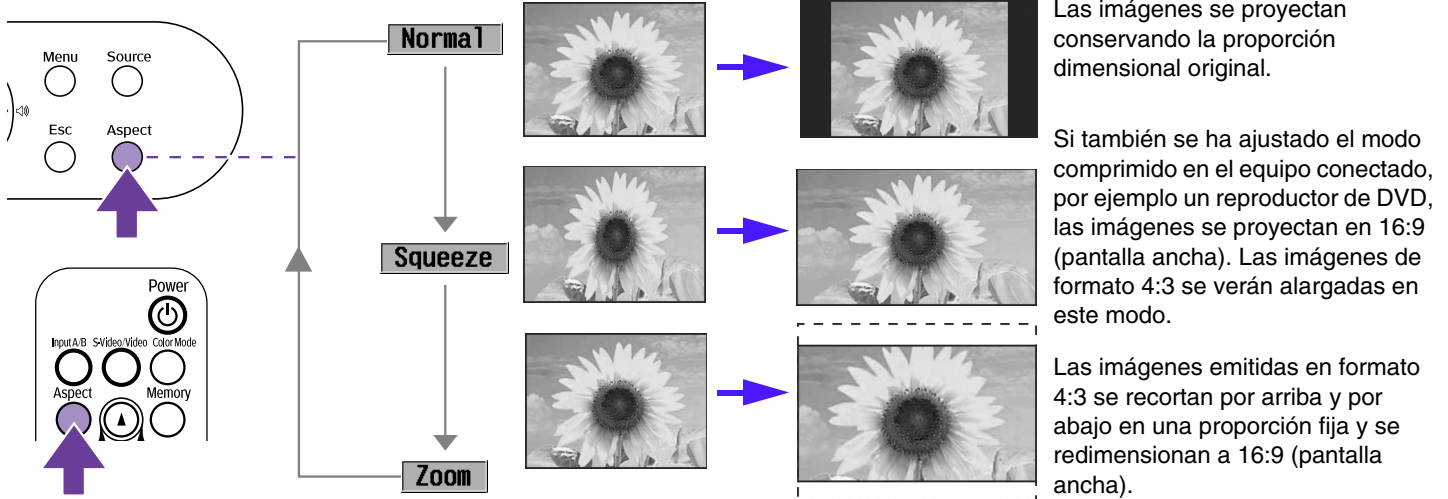 Menu Source
Esc Aspect
Power
Input A/B S-Video/Video Color Mode
Aspect Memory
Normal
Squeeze
Zoom
Las imágenes se proyectan
conservando la proporción
dimensional original.
Si también se ha ajustado el modo
comprimido en el equipo conectado,
por ejemplo un reproductor de DVD,
las imágenes se proyectan en 16:9
(pantalla ancha). Las imágenes de
formato 4:3 se verán alargadas en
este modo.
Las imágenes emitidas en formato
4:3 se recortan por arriba y por
abajo en una proporción fija y se
redimensionan a 16:9 (pantalla
ancha).